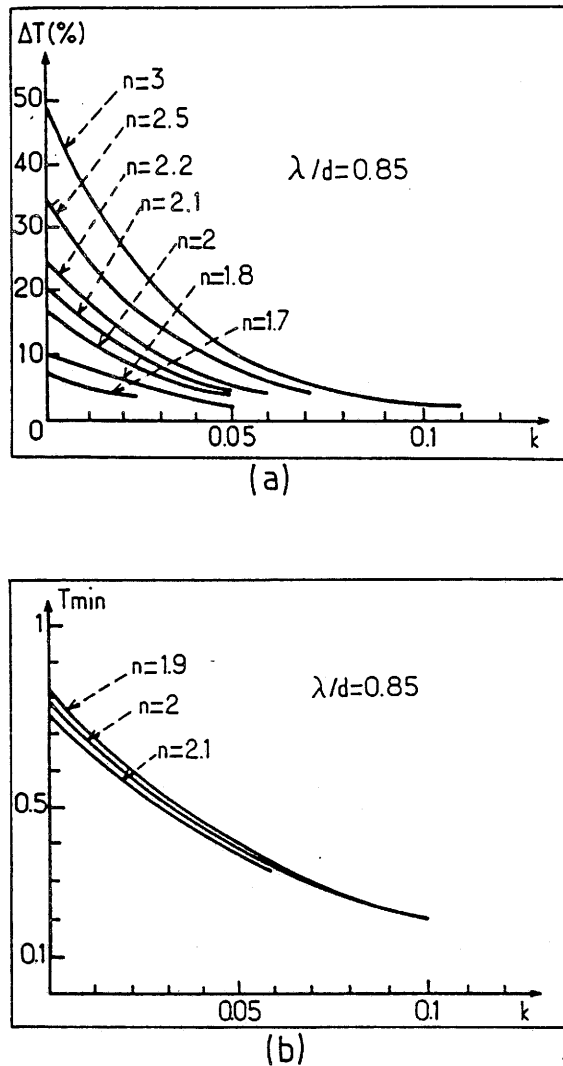 ΔT(%)
n=3
50
n=2.5
n=2.2
40
λ/d=0.85
n=2.1
30
n=2
n=1.8
20
n=1.7
10
0
0.05
0.1
k
(a)
Tmin
1
n=1.9
λ/d=0.85
n=2
n=2.1
0.5
0.1
0.05
0.1
k
(b)